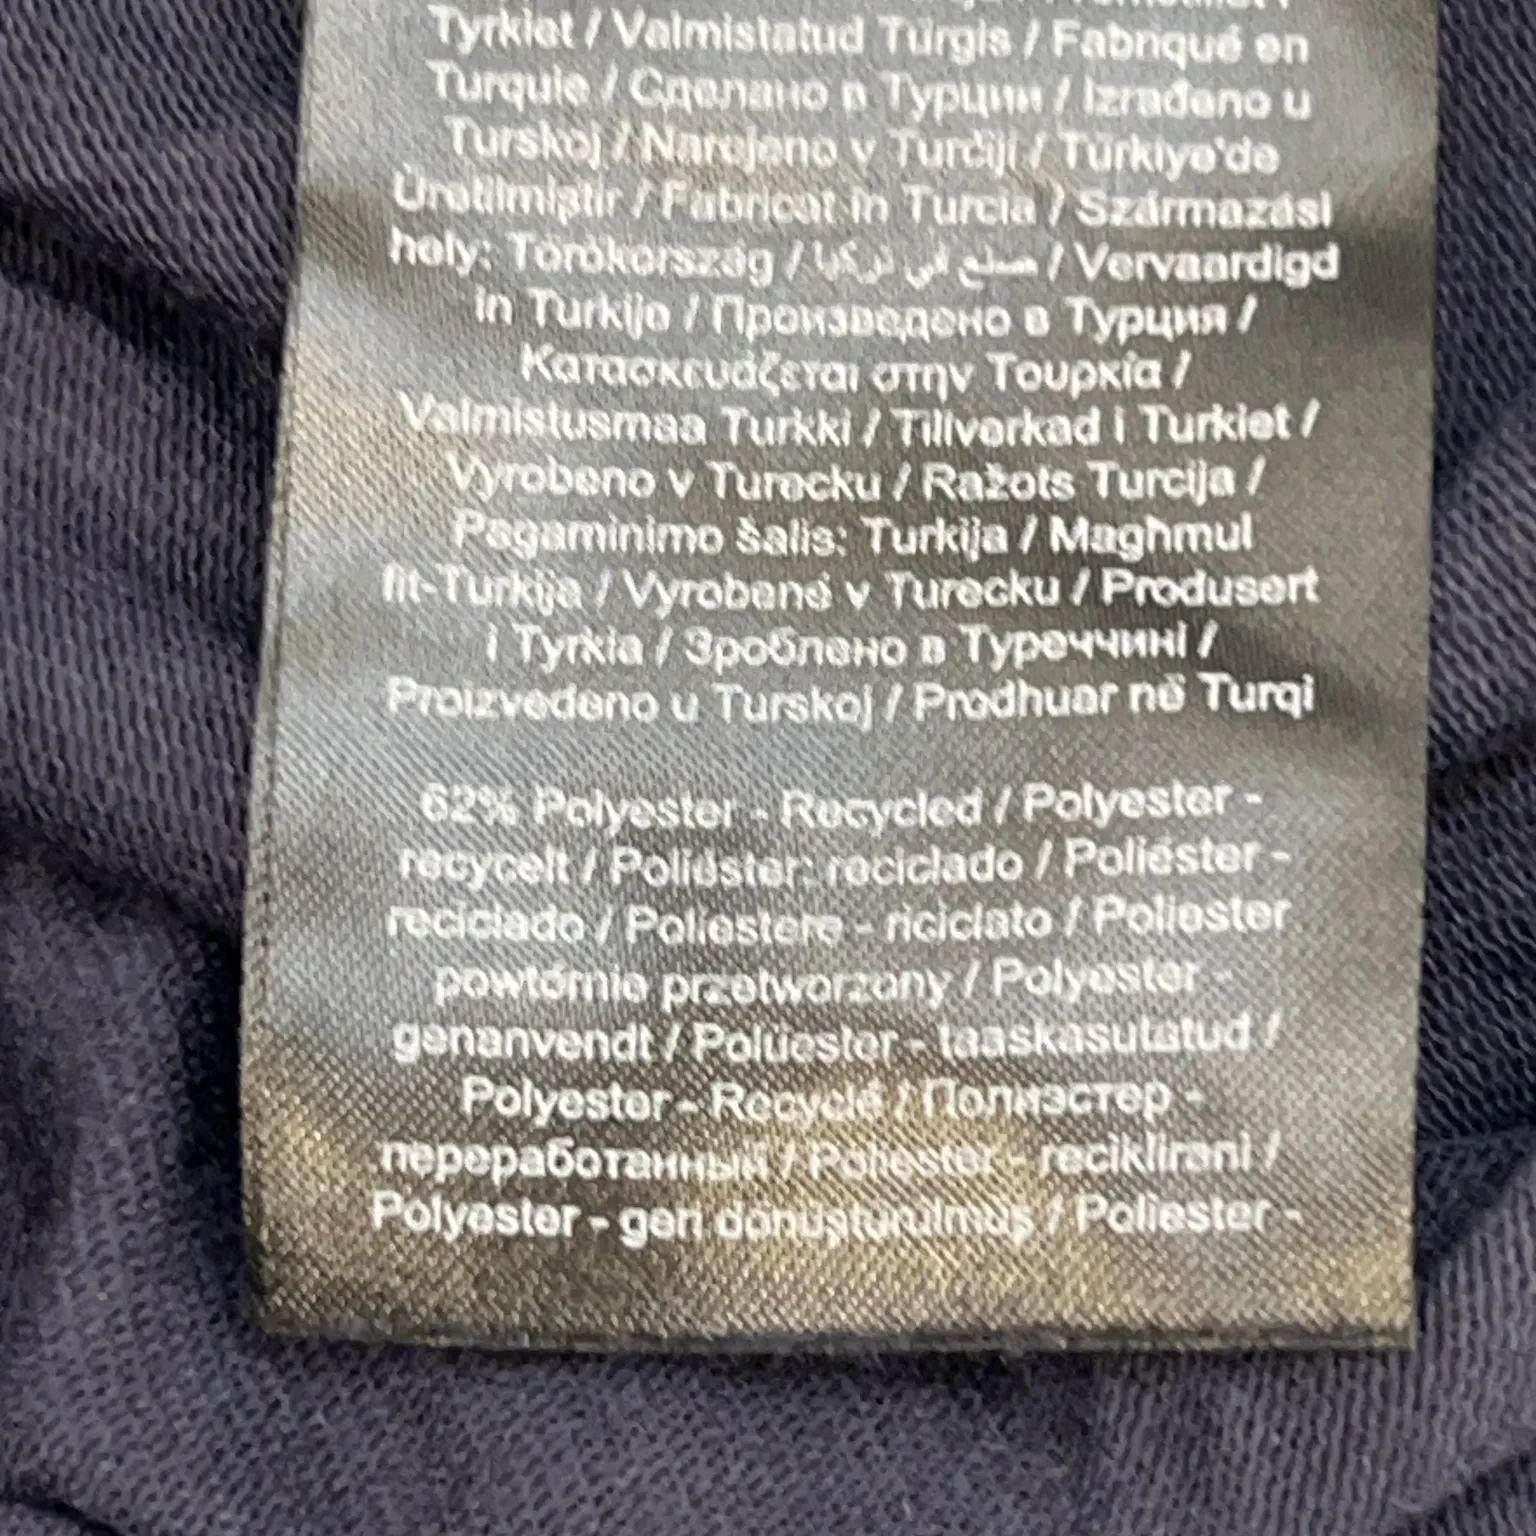 Tyrkiet / Valmistatud Türgis / Fabriqué en
Turquie / Сделано в Турции / Izrađeno u
Turskoj / Narejeno v Turčiji / Türkiye'de
Üretilmiştir / Fabricat în Turcia / Származási
hely: Törökország / صنع في تركيا / Vervaardigd
in Turkije / Произведено в Турция /
Κατασκευάζεται στην Τουρκία /
Valmistusmaa Turkki / Tillverkad i Turkiet /
Vyrobeno v Turecku / Ražots Turcija /
Pagaminimo šalis: Turkija / Maghmul
fit-Turkija / Vyrobené v Turecku / Produsert
i Tyrkia / Зроблено в Туреччині /
Proizvedeno u Turskoj / Prodhuar në Turqi
62% Polyester - Recycled / Polyester -
recycelt / Poliéster: reciclado / Poliéster -
reciclado / Poliestere - riciclato / Poliester
powtórnie przetworzony / Polyester -
genanvendt / Polüester - taaskasutatud /
Polyester - Recyclé / Полиэстер -
переработанный / Poliester - reciklirani /
Polyester - geri dönüştürülmüş / Poliester -